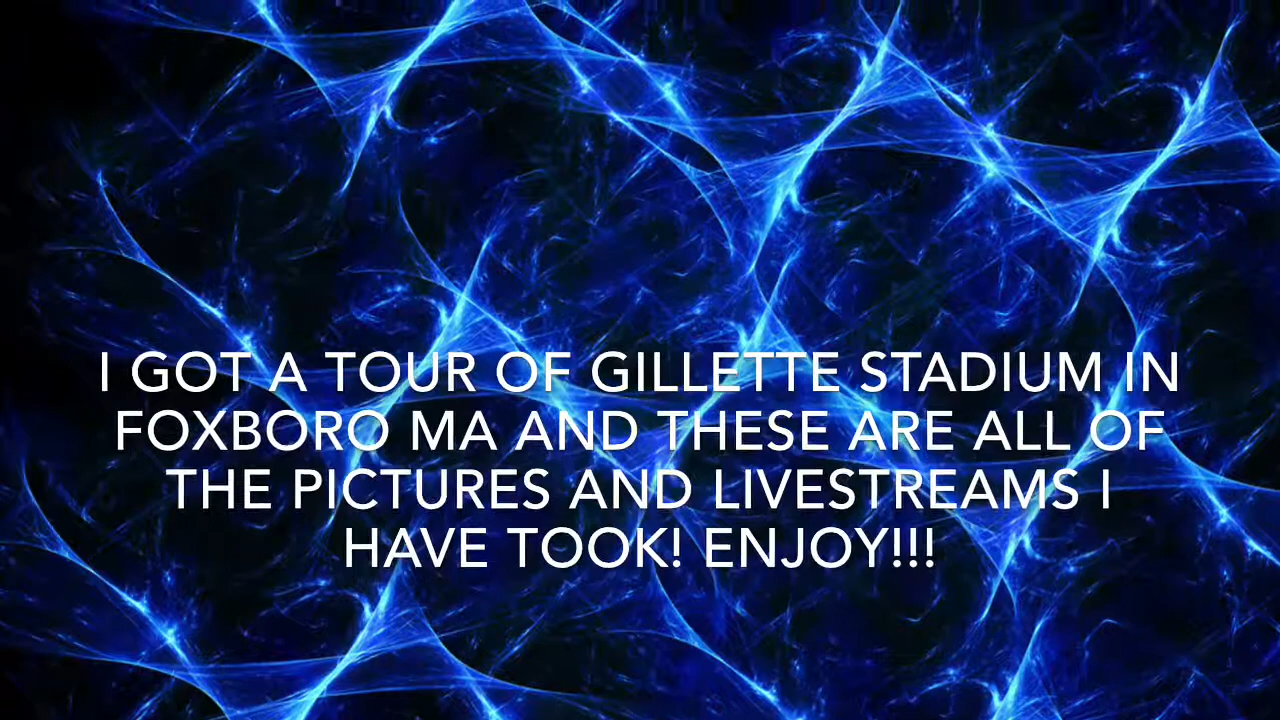 I GOT A TOUR OF GILLETTE STADIUM IN
FOXBORO MA AND THESE ARE ALL OF
THE PICTURES AND LIVESTREAMS I
HAVE TOOK! ENJOY!!!